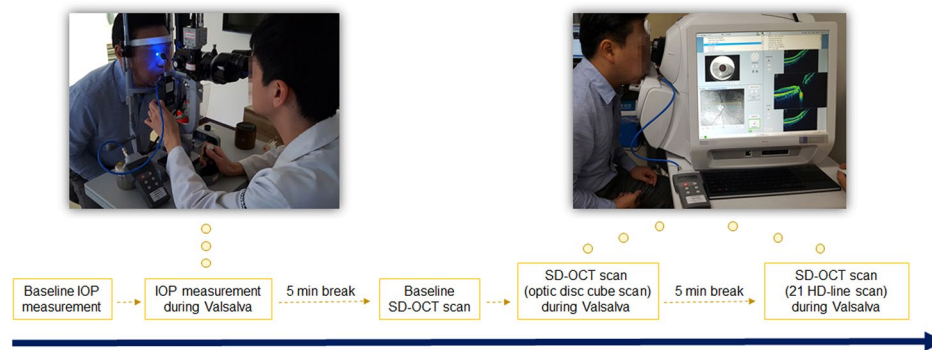 Baseline IOP
measurement
IOP measurement
during Valsalva
5 min break
Baseline
SD-OCT scan
SD-OCT scan
(optic disc cube scan)
during Valsalva
5 min break
SD-OCT scan
(21 HD-line scan)
during Valsalva